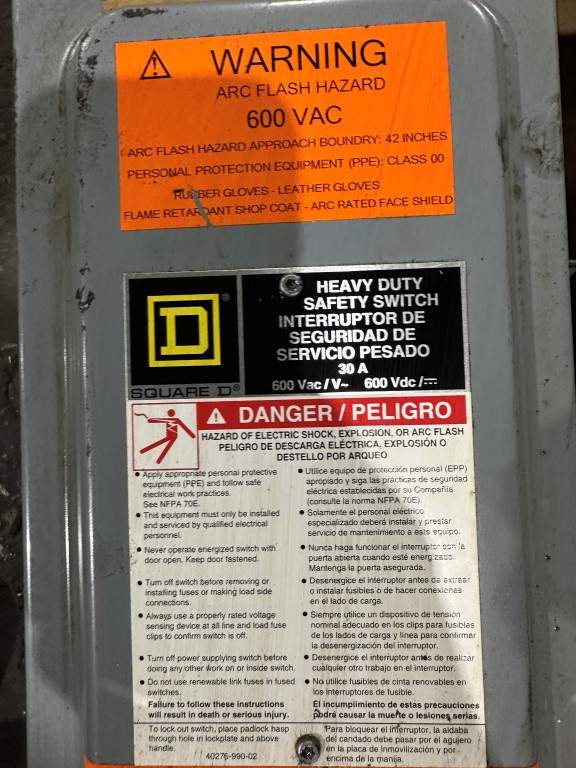 WARNING
ARC FLASH HAZARD
600 VAC
ARC FLASH HAZARD APPROACH BOUNDRY: 42 INCHES
PERSONAL PROTECTION EQUIPMENT (PPE): CLASS 00
RUBBER GLOVES - LEATHER GLOVES
FLAME RETARDANT SHOP COAT - ARC RATED FACE SHIELD
D
SQUARE D®
HEAVY DUTY
SAFETY SWITCH
INTERRUPTOR DE
SEGURIDAD DE
SERVICIO PESADO
30 A
600 Vac/V~ 600 Vdc/⎓
DANGER / PELIGRO
HAZARD OF ELECTRIC SHOCK, EXPLOSION, OR ARC FLASH
PELIGRO DE DESCARGA ELÉCTRICA, EXPLOSIÓN O
DESTELLO POR ARQUEO
• Apply appropriate personal protective
equipment (PPE) and follow safe
electrical work practices.
See NFPA 70E.
• This equipment must only be installed
and serviced by qualified electrical
personnel.
• Never operate energized switch with
door open. Keep door fastened.
• Turn off switch before removing or
installing fuses or making load side
connections.
• Always use a properly rated voltage
sensing device at all line and load fuse
clips to confirm switch is off.
• Turn off power supplying switch before
doing any other work on or inside switch.
• Do not use renewable link fuses in fused
switches.
Failure to follow these instructions
will result in death or serious injury.
• Utilice equipo de protección personal (EPP)
apropiado y siga las prácticas de seguridad
eléctrica establecidas por su Compañía
(consulte la norma NFPA 70E).
• Solamente el personal eléctrico
especializado deberá instalar y prestar
servicio de mantenimiento a este equipo.
• Nunca haga funcionar el interruptor con la
puerta abierta cuando esté energizado.
Mantenga la puerta asegurada.
• Desenergice el interruptor antes de extraer
o instalar fusibles o de hacer conexiones
en el lado de carga.
• Siempre utilice un dispositivo de tensión
nominal adecuado en los clips para fusibles
de los lados de carga y línea para confirmar
la desenergización del interruptor.
• Desenergice el interruptor antes de realizar
cualquier otro trabajo en el interruptor.
• No utilice fusibles de cinta renovables en
los interruptores de fusible.
El incumplimiento de estas precauciones
podrá causar la muerte o lesiones serias.
To lock out switch, place padlock hasp
through hole in lockplate and above
handle.
40276-990-02
Para bloquear el interruptor, la aldaba
del candado debe pasar por el agujero
en la placa de inmovilización y por
encima de la manija.